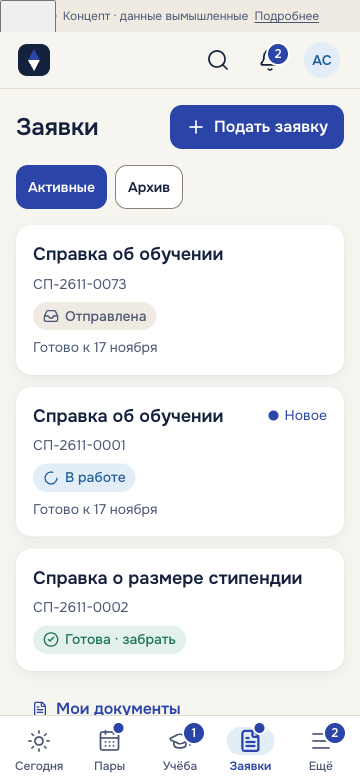 Концепт · данные вымышленные Подробнее
2
АС
Заявки
Подать заявку
Активные
Архив
Справка об обучении
СП-2611-0073
Отправлена
Готово к 17 ноября
Справка об обучении
Новое
СП-2611-0001
В работе
Готово к 17 ноября
Справка о размере стипендии
СП-2611-0002
Готова · забрать
Мои документы
1
2
Сегодня
Пары
Учёба
Заявки
Ещё